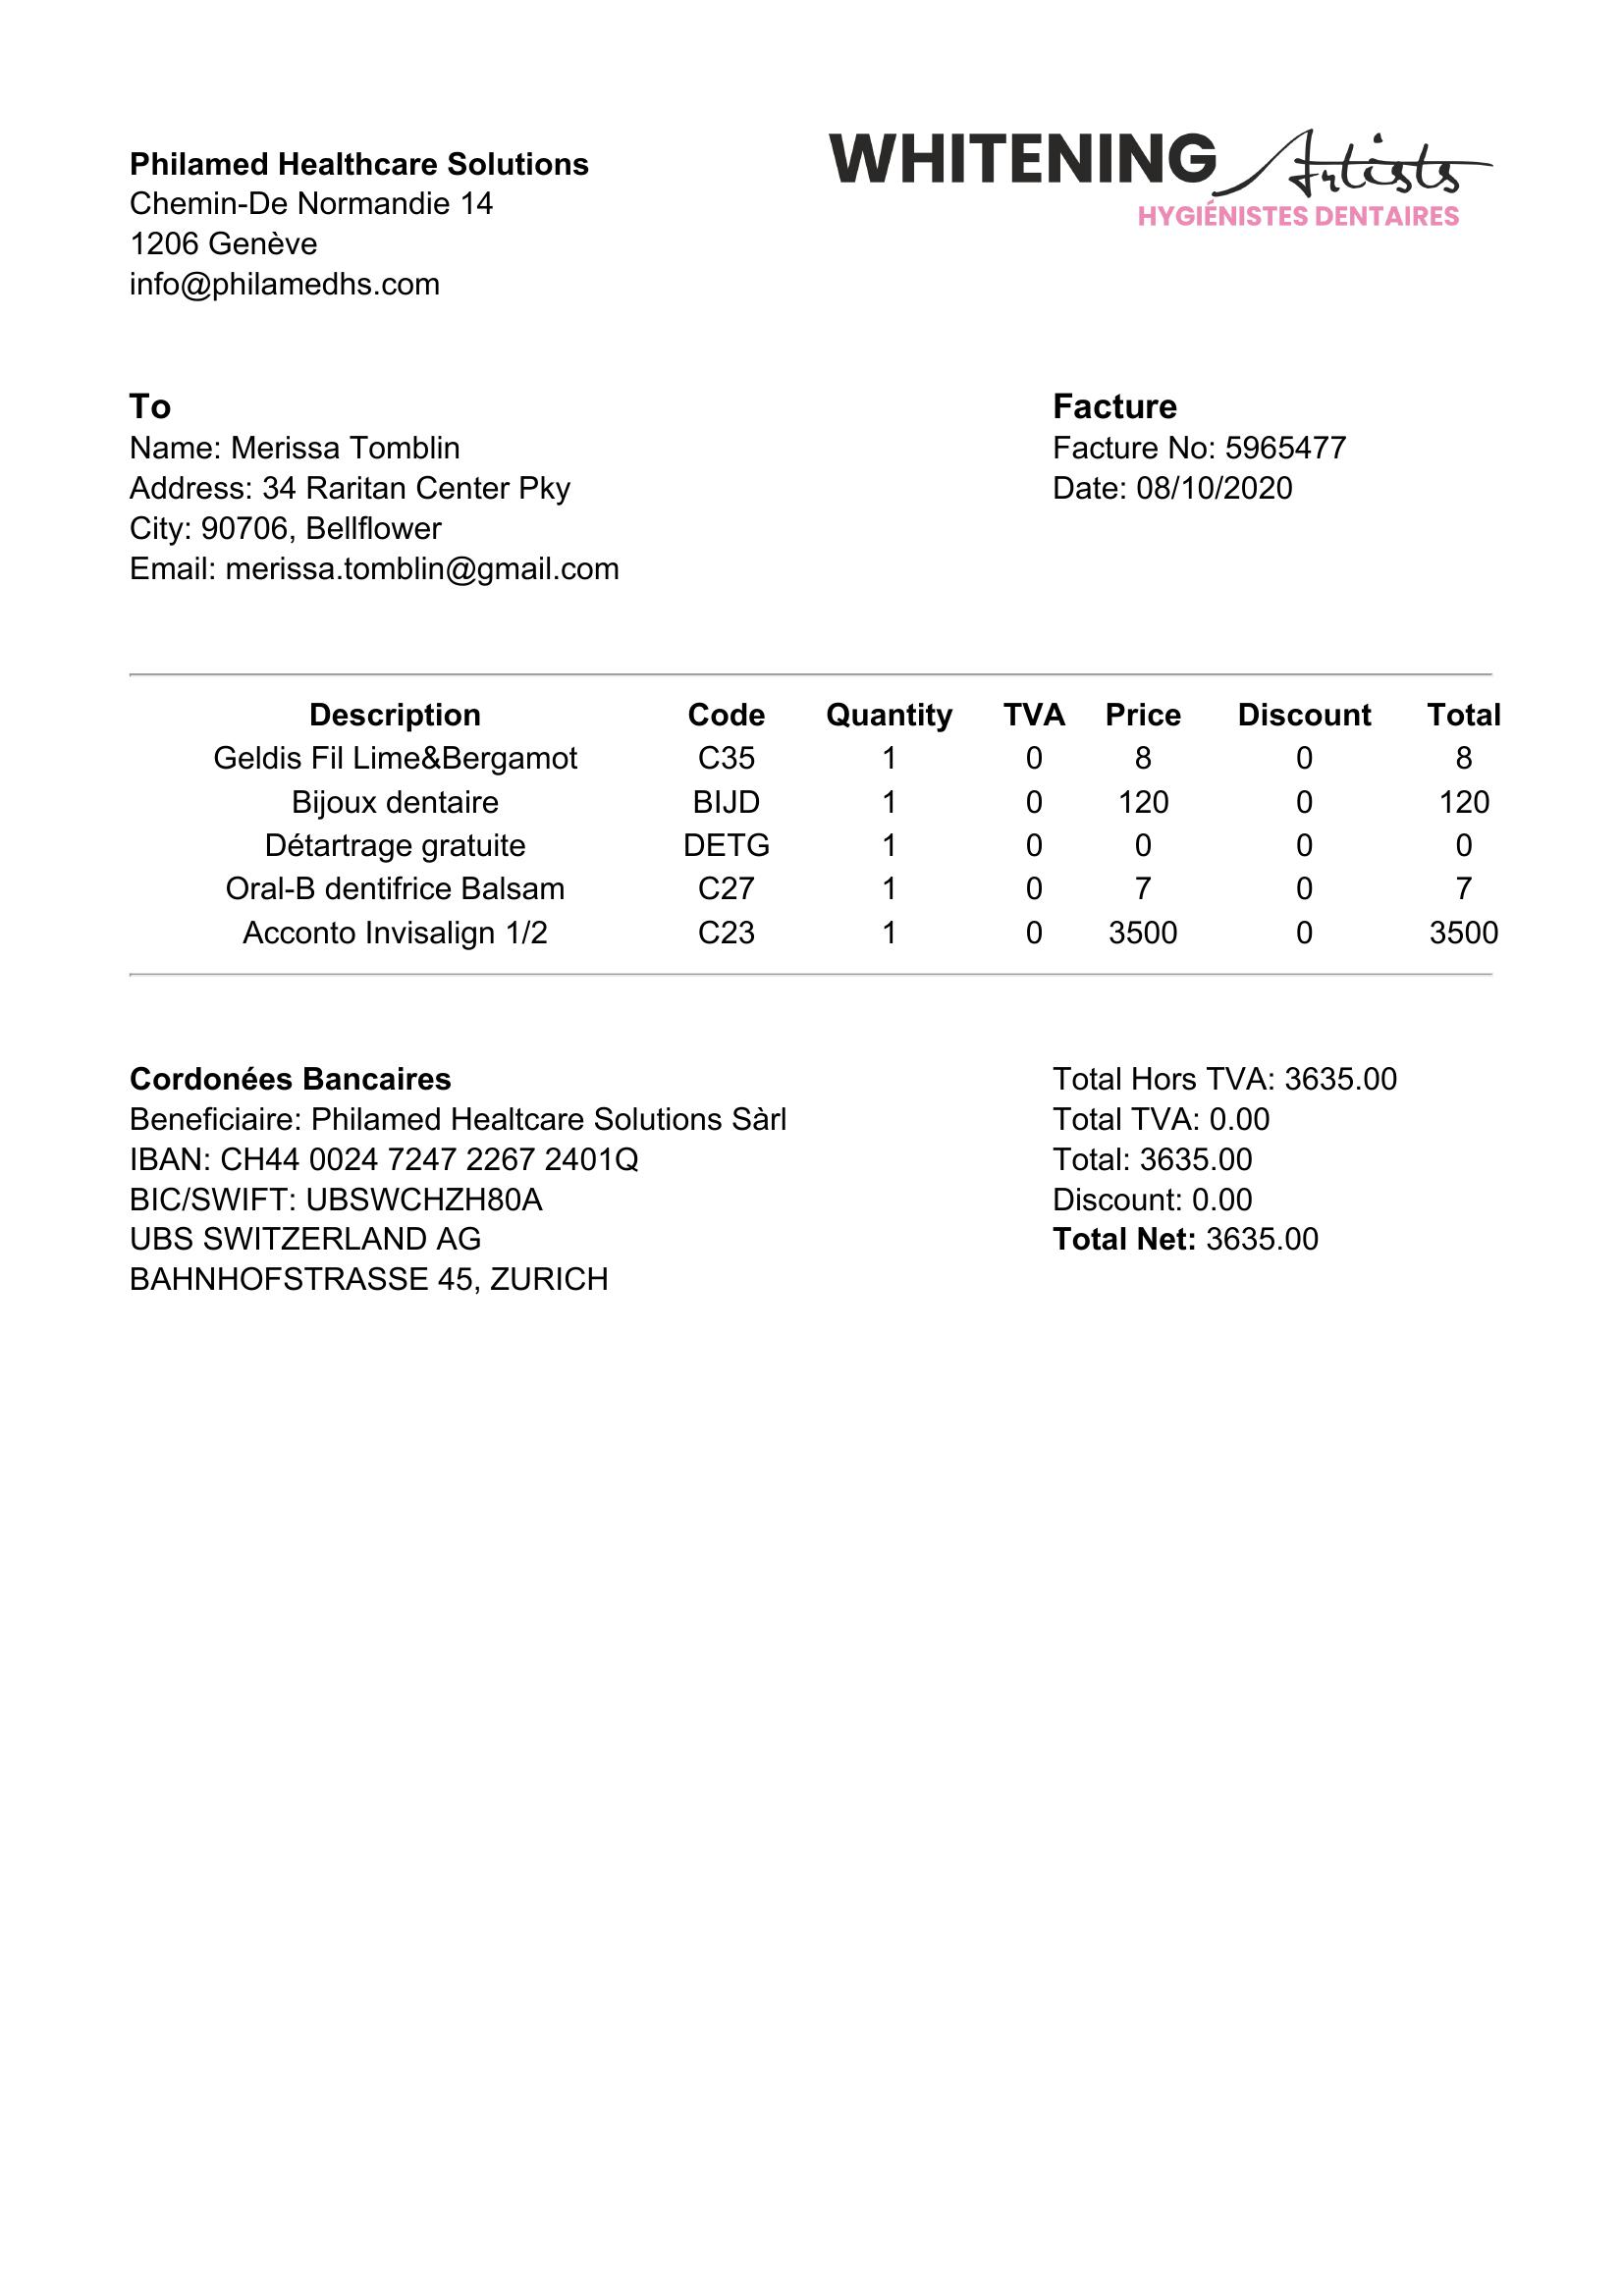 Philamed Healthcare Solutions
Chemin-De Normandie 14
1206 Genève
info@philamedhs.com
WHITENING Artists
HYGIÉNISTES DENTAIRES
To
Name: Merissa Tomblin
Address: 34 Raritan Center Pky
City: 90706, Bellflower
Email: merissa.tomblin@gmail.com
Facture
Facture No: 5965477
Date: 08/10/2020
Description Code Quantity TVA Price Discount Total
Geldis Fil Lime&Bergamot C35 1 0 8 0 8
Bijoux dentaire BIJD 1 0 120 0 120
Détartrage gratuite DETG 1 0 0 0 0
Oral-B dentifrice Balsam C27 1 0 7 0 7
Acconto Invisalign 1/2 C23 1 0 3500 0 3500
Cordonées Bancaires
Beneficiaire: Philamed Healtcare Solutions Sàrl
IBAN: CH44 0024 7247 2267 2401Q
BIC/SWIFT: UBSWCHZH80A
UBS SWITZERLAND AG
BAHNHOFSTRASSE 45, ZURICH
Total Hors TVA: 3635.00
Total TVA: 0.00
Total: 3635.00
Discount: 0.00
Total Net: 3635.00